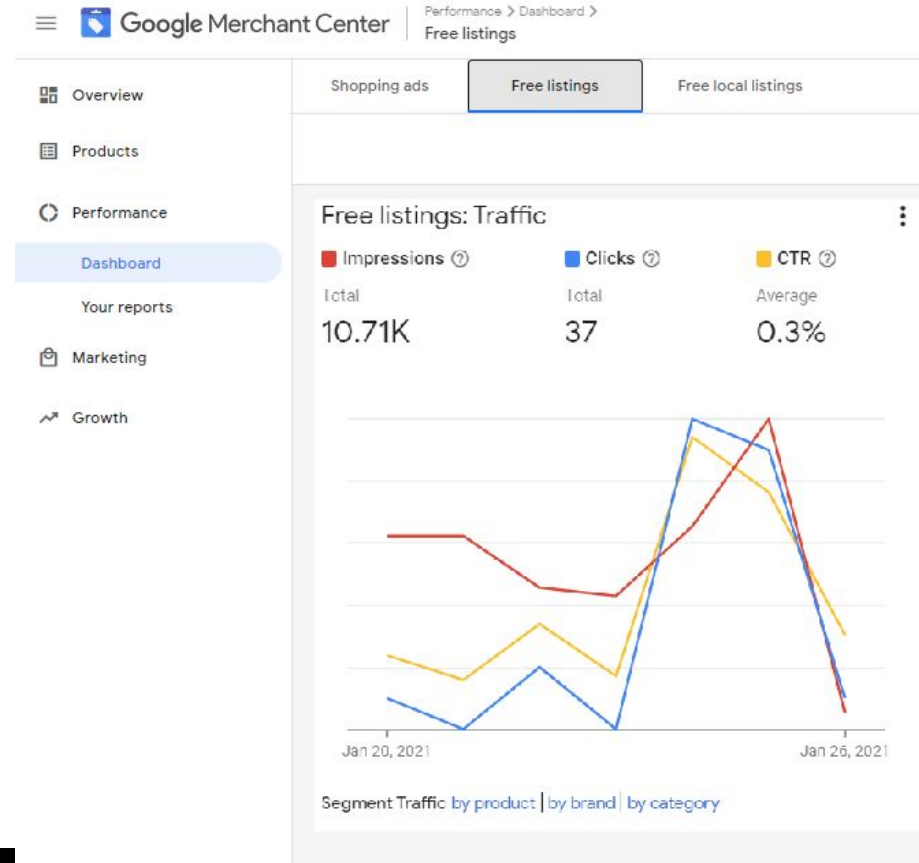 Google Merchant Center
Performance > Dashboard >
Free listings
Overview
Products
Performance
Dashboard
Your reports
Marketing
Growth
Shopping ads
Free listings
Free local listings
Free listings: Traffic
Impressions ?
Clicks ?
CTR ?
Total
Total
Average
10.71K
37
0.3%
Jan 20, 2021
Jan 26, 2021
Segment Traffic by product | by brand | by category